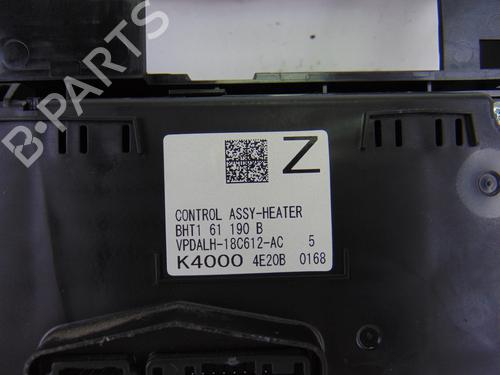 B-PARTS
Z
CONTROL ASSY-HEATER
BHT1 61 190 B
VPDALH-18C612-AC 5
K4000 4E20B 0168